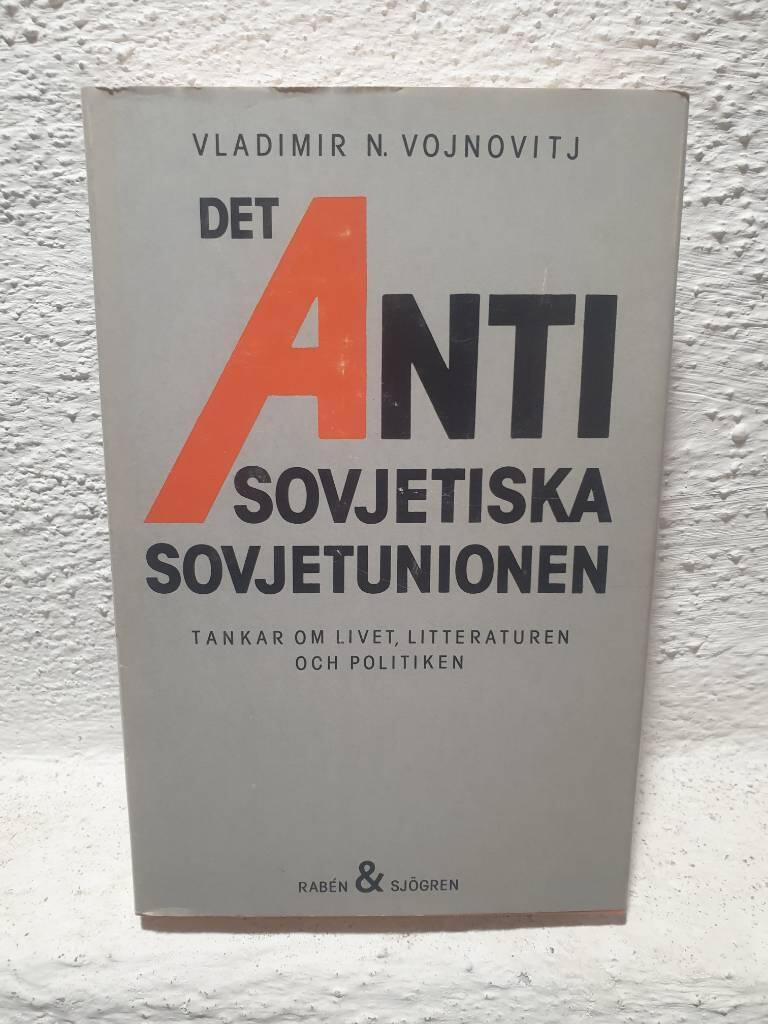 VLADIMIR N. VOJNOVITJ
DET
ANTI
SOVJETISKA
SOVJETUNIONEN
TANKAR OM LIVET, LITTERATUREN
OCH POLITIKEN
RABÉN & SJÖGREN